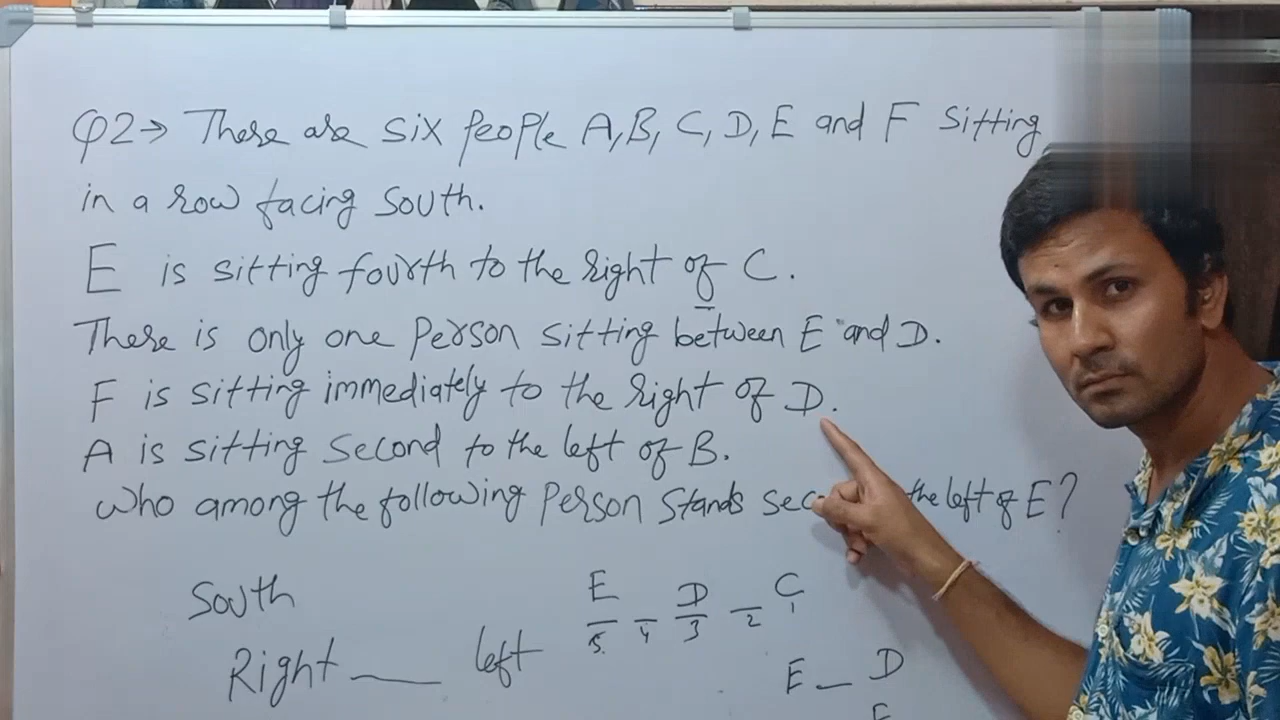 Q2→ There are six People A, B, C, D, E and F sitting
in a row facing south.
E is sitting fourth to the right of C.
There is only one Person sitting between E and D.
F is sitting immediately to the right of D.
A is sitting second to the left of B.
who among the following Person stands the left of E?
South
Right left
E D C
5 4 3 2 1
E _ D